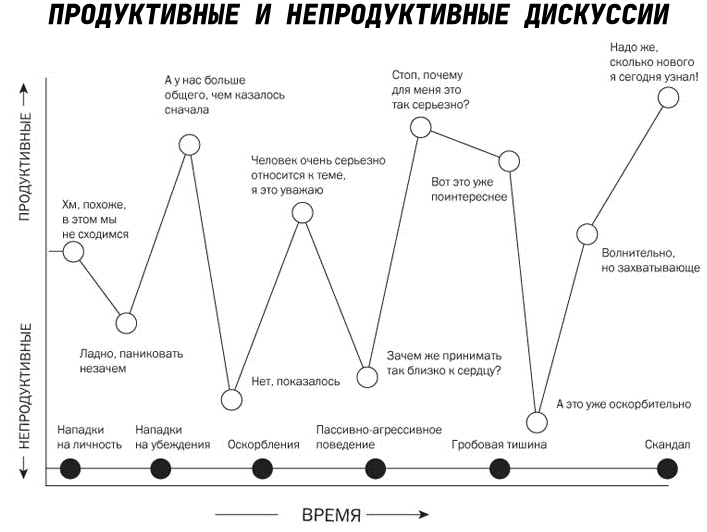 ПРОДУКТИВНЫЕ И НЕПРОДУКТИВНЫЕ ДИСКУССИИ
Надо же,
сколько нового
я сегодня узнал!
Стоп, почему
для меня это
так серьезно?
А у нас больше
общего, чем казалось
сначала
Человек очень серьезно
относится к теме,
я это уважаю
Вот это уже
поинтереснее
Хм, похоже,
в этом мы
не сходимся
Волнительно,
но захватывающе
Ладно, паниковать
незачем
Нет, показалось
Зачем же принимать
так близко к сердцу?
А это уже оскорбительно
ПРОДУКТИВНЫЕ
НЕПРОДУКТИВНЫЕ
Нападки
на личность
Нападки
на убеждения
Оскорбления
Пассивно-агрессивное
поведение
Гробовая тишина
Скандал
ВРЕМЯ